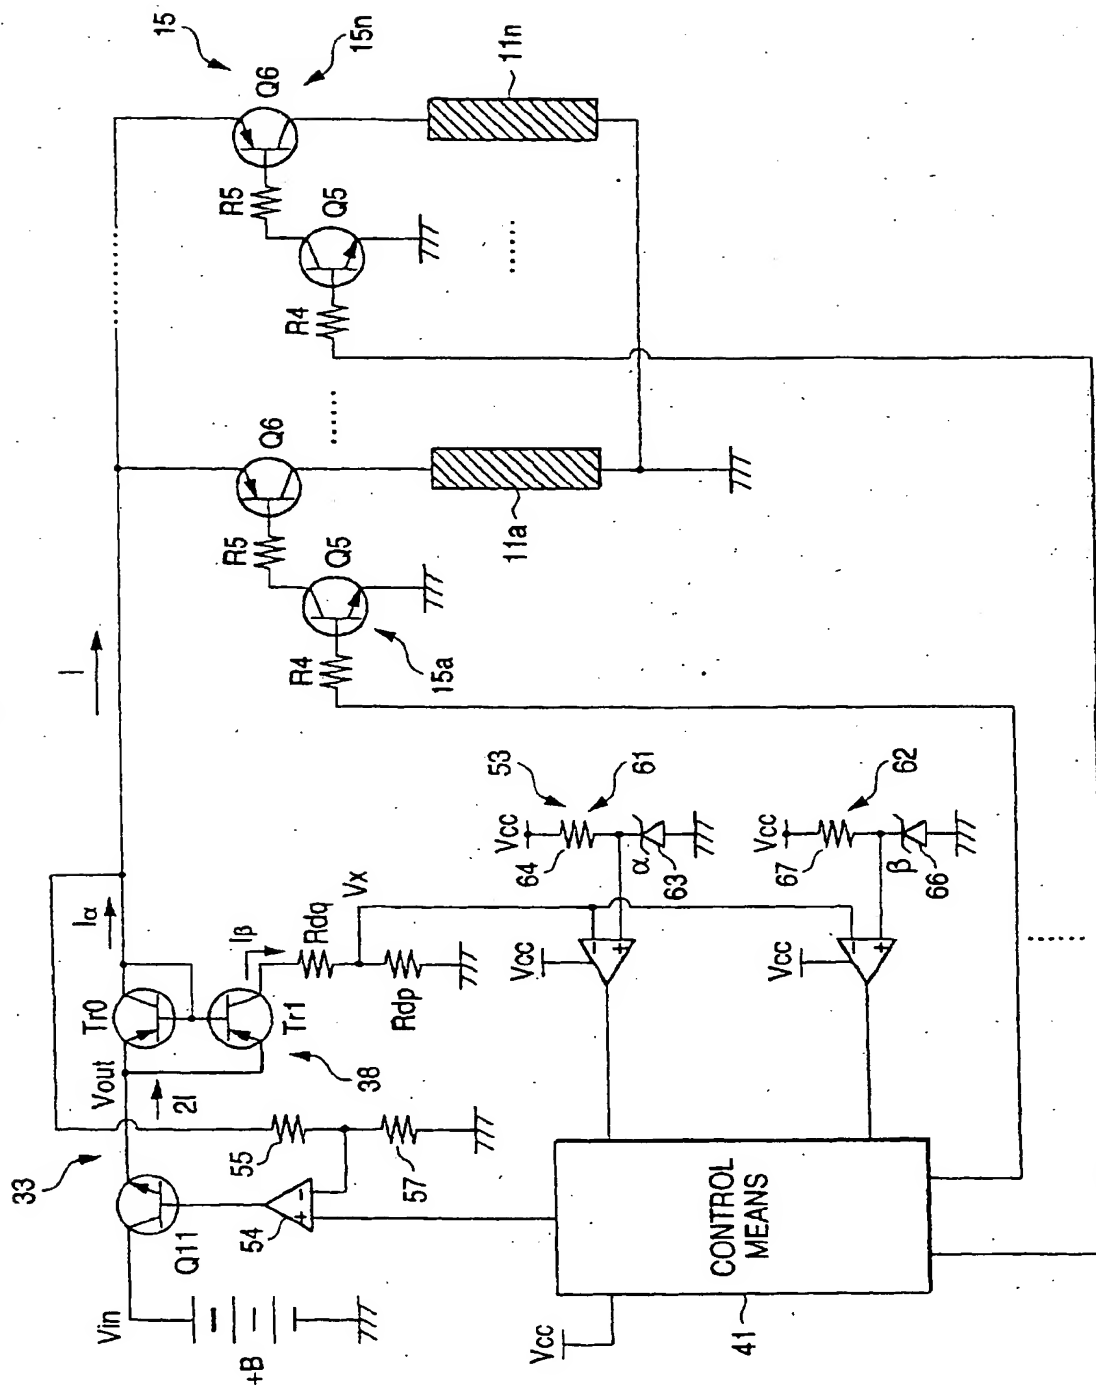 15
15n
Q6
11n
R5
Q5
R4
......
........
......
Q6
R5
Q5
11a
R4
15a
I
53
61
Vcc
64
α
63
62
Vcc
67
β
66
Iα
Iβ
Rdq
Vx
Rdp
Tr0
Tr1
38
Vout
2I
33
55
57
54
Q11
Vin
+B
Vcc
- +
Vcc
- +
- +
.......
CONTROL
MEANS
41
Vcc